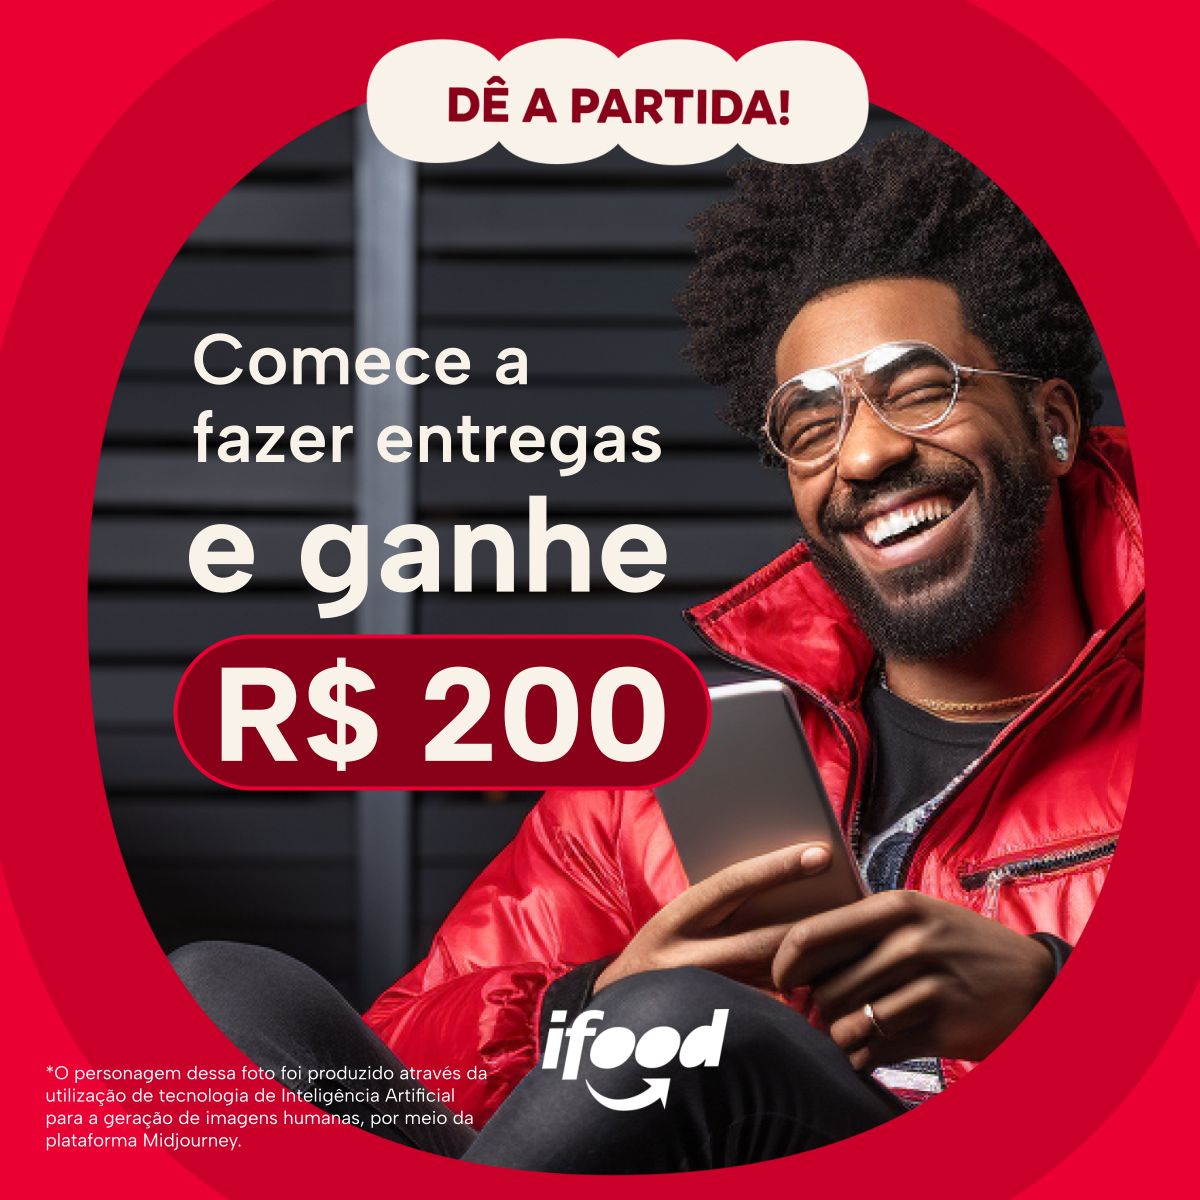 DÊ A PARTIDA!
Comece a
fazer entregas
e ganhe
R$ 200
ifood
*O personagem dessa foto foi produzido através da
utilização de tecnologia de Inteligência Artificial
para a geração de imagens humanas, por meio da
plataforma Midjourney.